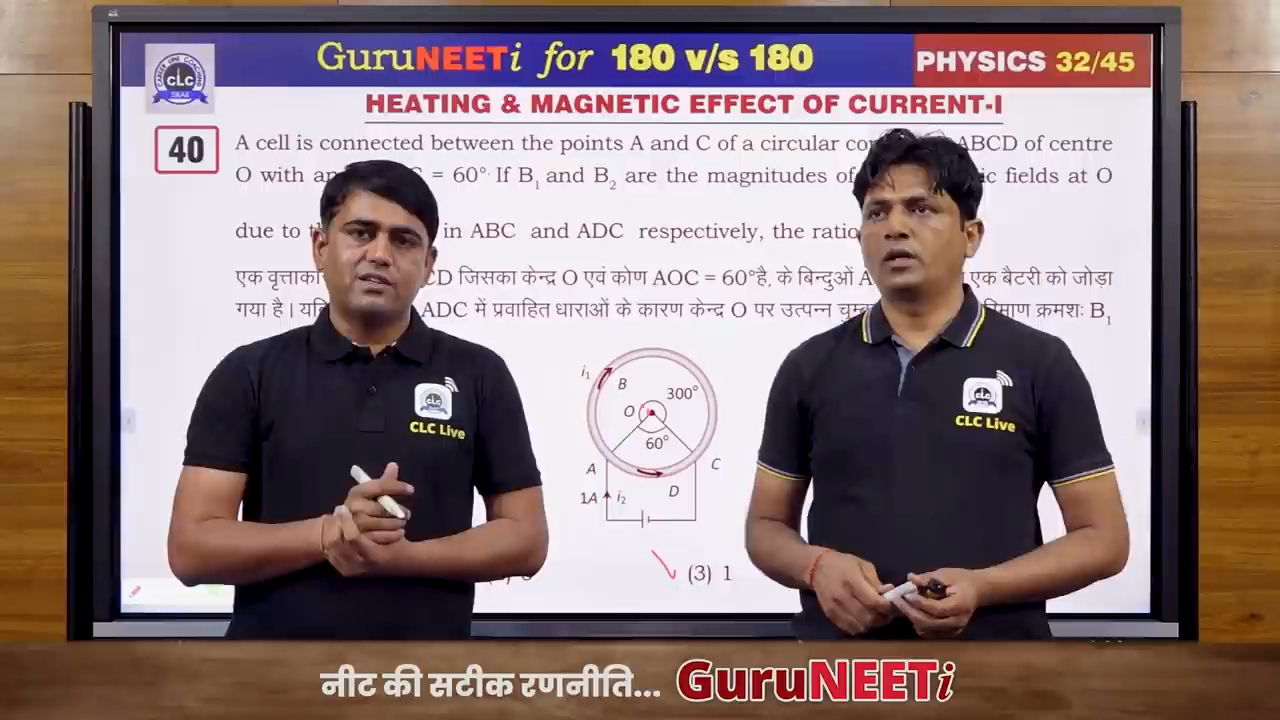 GuruNEETi for 180 v/s 180
PHYSICS 32/45
CLC
HEATING & MAGNETIC EFFECT OF CURRENT-I
40
A cell is connected between the points A and C of a circular ABCD of centre
O with = 60° If B1 and B2 are the magnitudes of fields at O
due to in ABC and ADC respectively, the
एक जिसका केन्द्र O एवं कोण AOC = 60°है, के बिन्दुओं एक बैटरी को जोड़ा
गया है। ADC में प्रवाहित धाराओं के कारण केन्द्र O पर उत्पन्न क्रमशः B1
i1
B
300°
O
60°
A
C
D
1A
i2
(3) 1
CLC Live
CLC Live
नीट की सटीक रणनीति... GuruNEETi